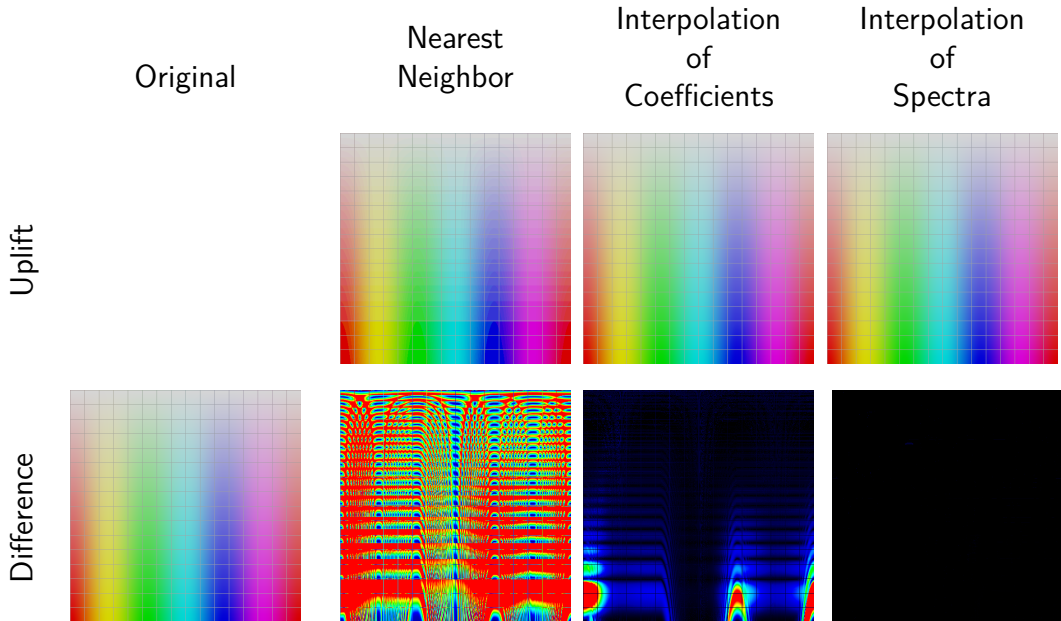 Original
Nearest
Neighbor
Interpolation
of
Coefficients
Interpolation
of
Spectra
Uplift
Difference